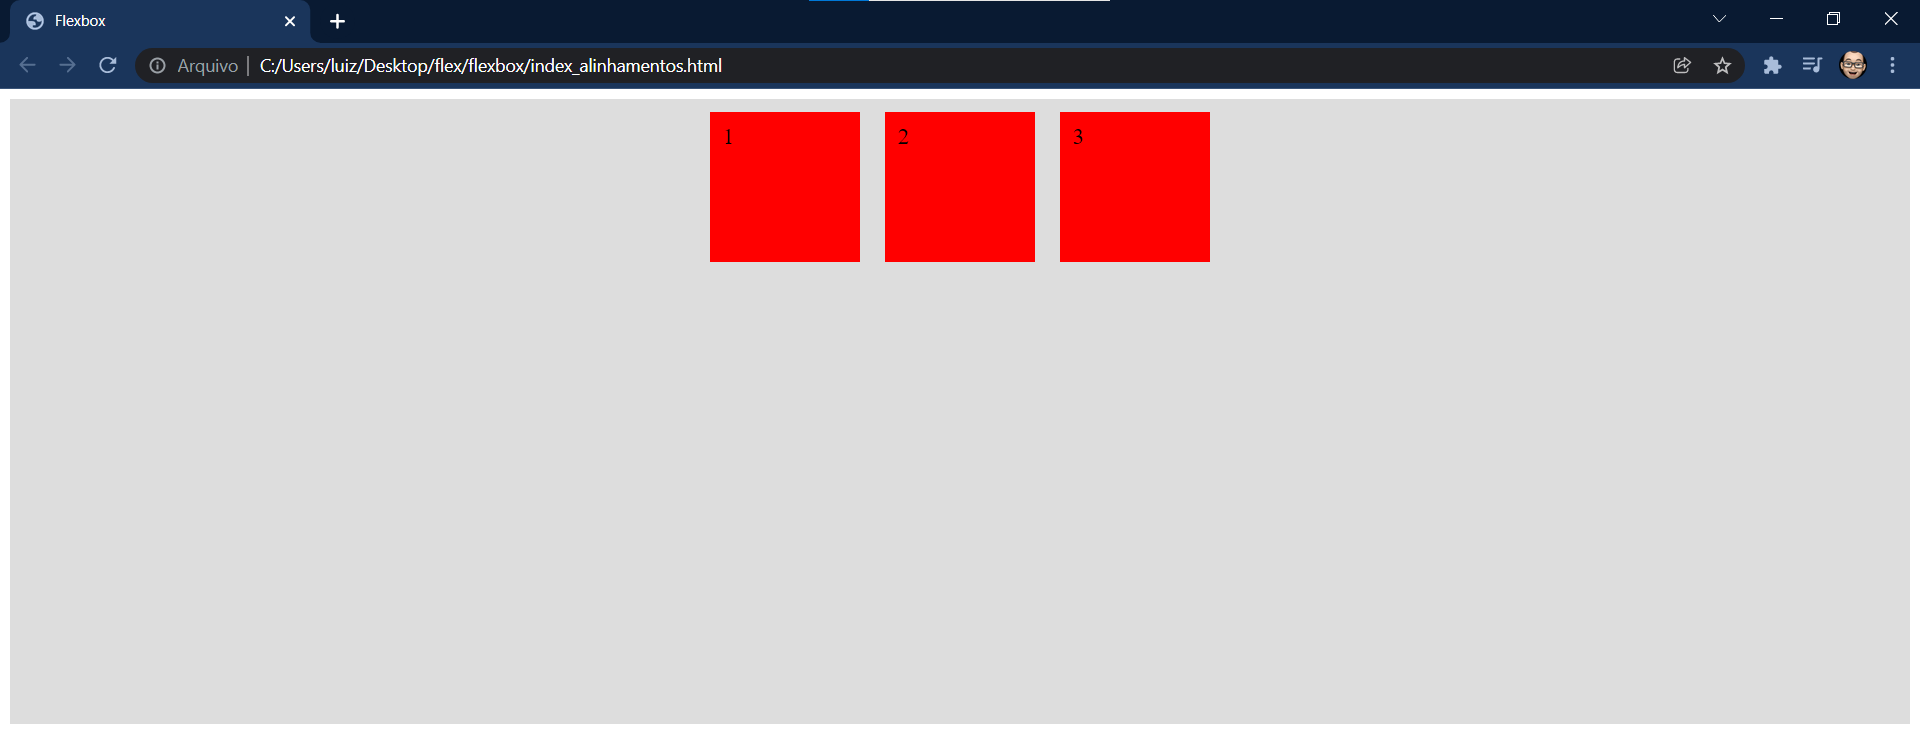 Flexbox
Arquivo | C:/Users/luiz/Desktop/flex/flexbox/index_alinhamentos.html
1 2 3